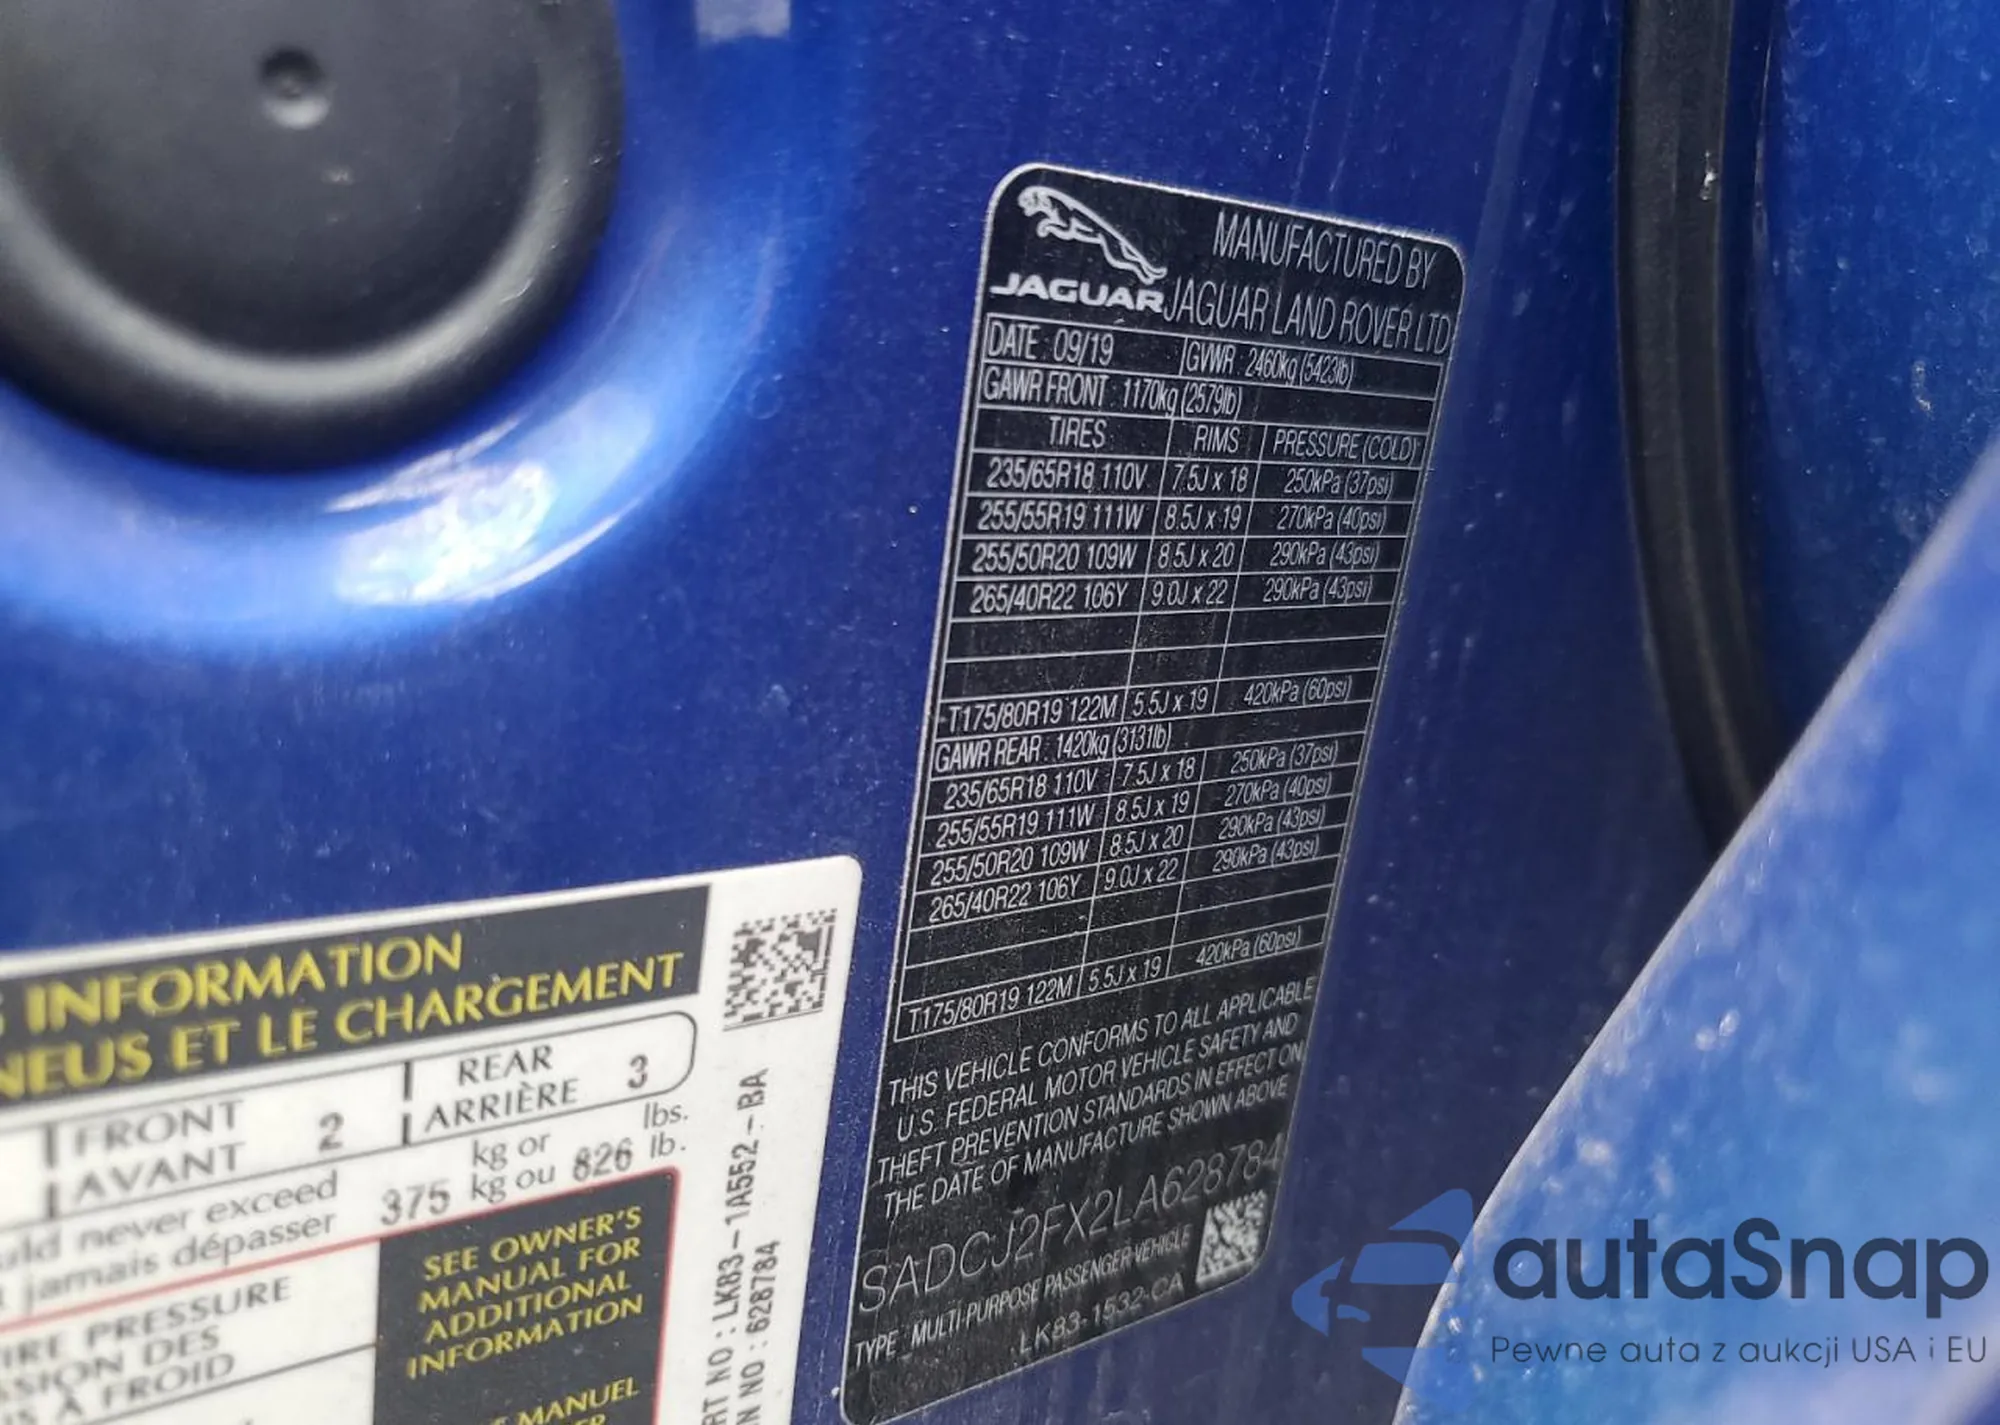 MANUFACTURED BY
JAGUAR JAGUAR LAND ROVER LTD
DATE : 09/19 GVWR : 2460kg (5423lb)
GAWR FRONT : 1170kg (2579lb)
TIRES RIMS PRESSURE (COLD)
235/65R18 110V 7.5J x 18 250kPa (37psi)
255/55R19 111W 8.5J x 19 270kPa (40psi)
255/50R20 109W 8.5J x 20 290kPa (43psi)
265/40R22 106Y 9.0J x 22 290kPa (43psi)
T175/80R19 122M 5.5J x 19 420kPa (60psi)
GAWR REAR : 1420kg (3131lb)
235/65R18 110V 7.5J x 18 250kPa (37psi)
255/55R19 111W 8.5J x 19 270kPa (40psi)
255/50R20 109W 8.5J x 20 290kPa (43psi)
265/40R22 106Y 9.0J x 22 290kPa (43psi)
T175/80R19 122M 5.5J x 19 420kPa (60psi)
THIS VEHICLE CONFORMS TO ALL APPLICABLE
U.S. FEDERAL MOTOR VEHICLE SAFETY AND
THEFT PREVENTION STANDARDS IN EFFECT ON
THE DATE OF MANUFACTURE SHOWN ABOVE
SADCJ2FX2LA628784
TYPE : MULTI-PURPOSE PASSENGER VEHICLE
LK83-1532-CA
INFORMATION
NEUS ET LE CHARGEMENT
FRONT 2 REAR 3
AVANT ARRIÈRE
never exceed 375 kg or 826 lbs.
jamais dépasser kg ou lb.
PRESSURE
DES
À FROID
SEE OWNER'S
MANUAL FOR
ADDITIONAL
INFORMATION
MANUEL
RT NO : LK83-1A552-BA
IN NO : 628784
autaSnap
Pewne auta z aukcji USA i EU